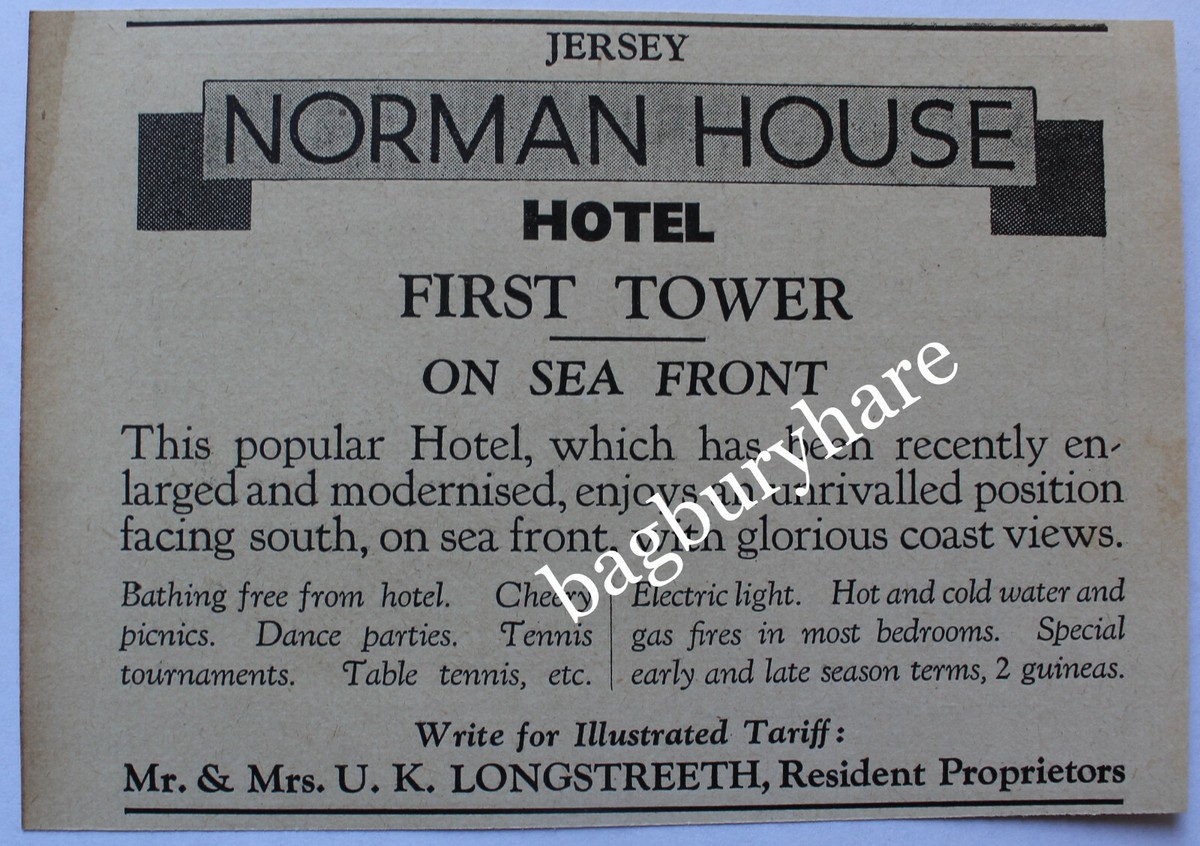 JERSEY
NORMAN HOUSE
HOTEL
FIRST TOWER
ON SEA FRONT
This popular Hotel, which has been recently en-
larged and modernised, enjoys an unrivalled position
facing south, on sea front, with glorious coast views.
Bathing free from hotel. Cheery
picnics. Dance parties. Tennis
tournaments. Table tennis, etc.
Electric light. Hot and cold water and
gas fires in most bedrooms. Special
early and late season terms, 2 guineas.
Write for Illustrated Tariff:
Mr. & Mrs. U. K. LONGSTREETH, Resident Proprietors
bagburyhare